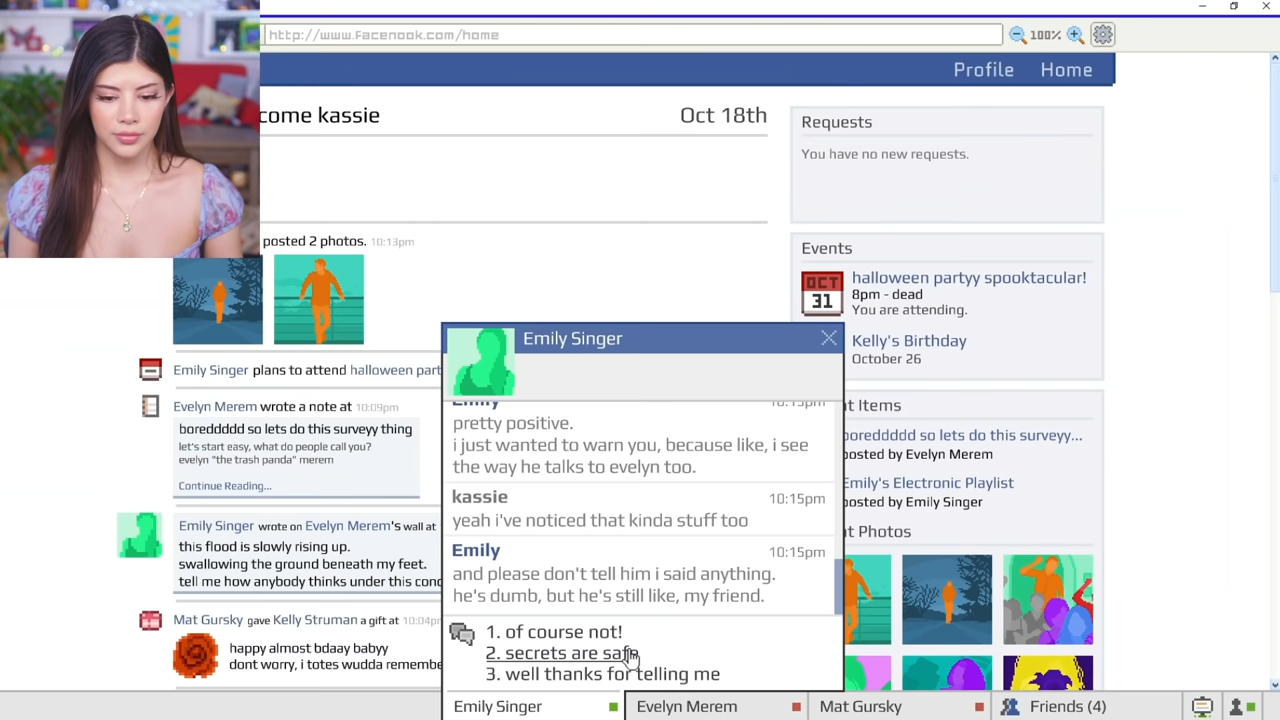 http://www.facenook.com/home
100%
Profile
Home
come kassie
Oct 18th
posted 2 photos. 10:13pm
Emily Singer plans to attend halloween part
Evelyn Merem wrote a note at 10:09pm
boreddddd so lets do this surveyy thing
let's start easy, what do people call you?
evelyn "the trash panda" merem
Continue Reading...
Emily Singer wrote on Evelyn Merem's wall at
this flood is slowly rising up.
swallowing the ground beneath my feet.
tell me how anybody thinks under this cond
Mat Gursky gave Kelly Struman a gift at 10:04pm
happy almost bdaay babyy
dont worry, i totes wudda remembe
Requests
You have no new requests.
Events
OCT
31
halloween partyy spooktacular!
8pm - dead
You are attending.
Kelly's Birthday
October 26
t Items
boreddddd so lets do this surveyy...
posted by Evelyn Merem
Emily's Electronic Playlist
posted by Emily Singer
t Photos
Emily Singer
Emily 10:15pm
pretty positive.
i just wanted to warn you, because like, i see
the way he talks to evelyn too.
kassie 10:15pm
yeah i've noticed that kinda stuff too
Emily 10:15pm
and please don't tell him i said anything.
he's dumb, but he's still like, my friend.
1. of course not!
2. secrets are safe
3. well thanks for telling me
Emily Singer
Evelyn Merem
Mat Gursky
Friends (4)